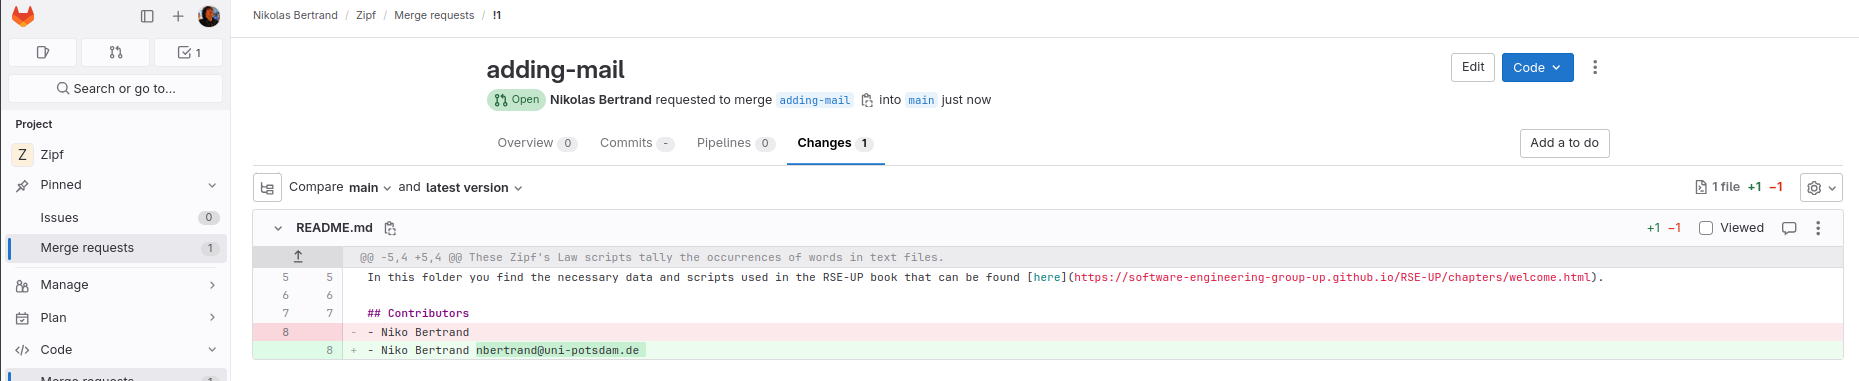 Nikolas Bertrand / Zipf / Merge requests / !1
1
Search or go to...
Project
Z Zipf
Pinned
Issues 0
Merge requests 1
Manage
Plan
Code
Merge requests 1
adding-mail
Edit
Code
Open Nikolas Bertrand requested to merge adding-mail into main just now
Overview 0 Commits - Pipelines 0 Changes 1
Add a to do
Compare main and latest version
1 file +1 −1
README.md
+1 −1 Viewed
@@ -5,4 +5,4 @@ These Zipf's Law scripts tally the occurrences of words in text files.
5 5 In this folder you find the necessary data and scripts used in the RSE-UP book that can be found [here](https://software-engineering-group-up.github.io/RSE-UP/chapters/welcome.html).
6 6
7 7 ## Contributors
8 - - Niko Bertrand
8 + - Niko Bertrand nbertrand@uni-potsdam.de